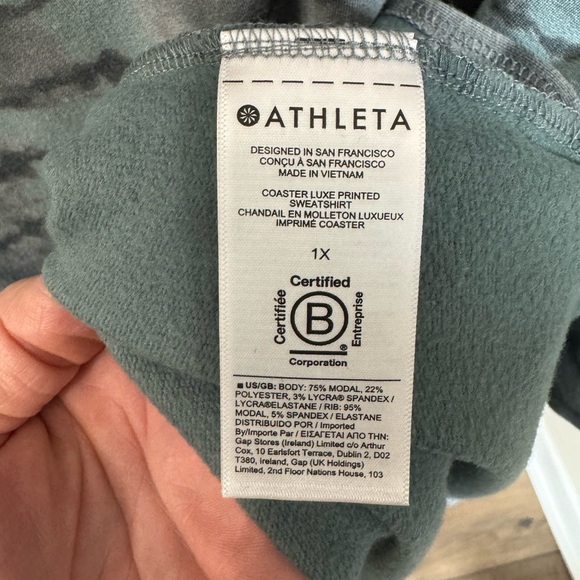 ATHLETA
DESIGNED IN SAN FRANCISCO
CONÇU À SAN FRANCISCO
MADE IN VIETNAM
COASTER LUXE PRINTED
SWEATSHIRT
CHANDAIL EN MOLLETON LUXUEUX
IMPRIMÉ COASTER
1X
Certified
Certifiée
B
Entreprise
®
Corporation
■ US/GB: BODY: 75% MODAL, 22%
POLYESTER, 3% LYCRA® SPANDEX /
LYCRA®ELASTANE / RIB: 95%
MODAL, 5% SPANDEX / ELASTANE
DISTRIBUIDO POR / Imported
By/Importe Par / ΕΙΣΑΓΕΤΑΙ ΑΠΟ ΤΗΝ:
Gap Stores (Ireland) Limited c/o Arthur
Cox, 10 Earlsfort Terrace, Dublin 2, D02
T380, Ireland, Gap (UK Holdings)
Limited, 2nd Floor Nations House, 103